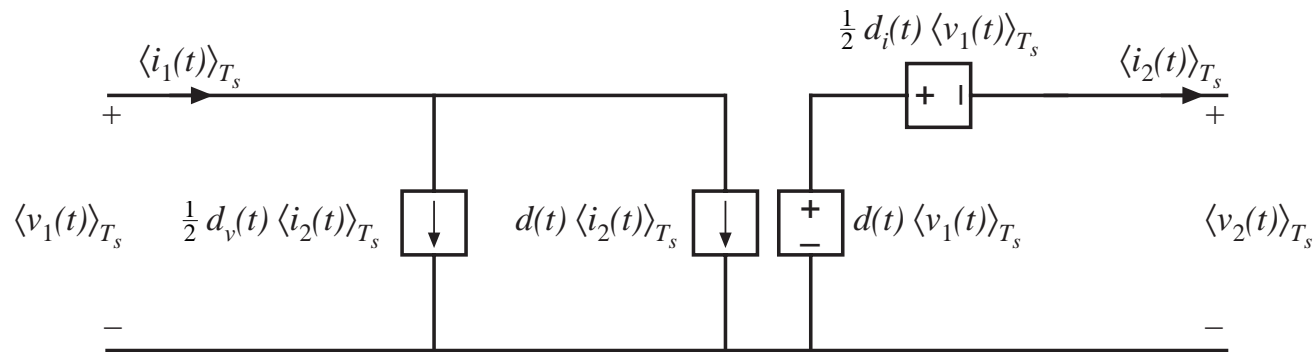 ½ d_i(t) ⟨v_1(t)⟩_{T_s}
⟨i_1(t)⟩_{T_s}
⟨i_2(t)⟩_{T_s}
+ + – +
⟨v_1(t)⟩_{T_s} ½ d_v(t) ⟨i_2(t)⟩_{T_s} d(t) ⟨i_2(t)⟩_{T_s} + – d(t) ⟨v_1(t)⟩_{T_s} ⟨v_2(t)⟩_{T_s}
– –